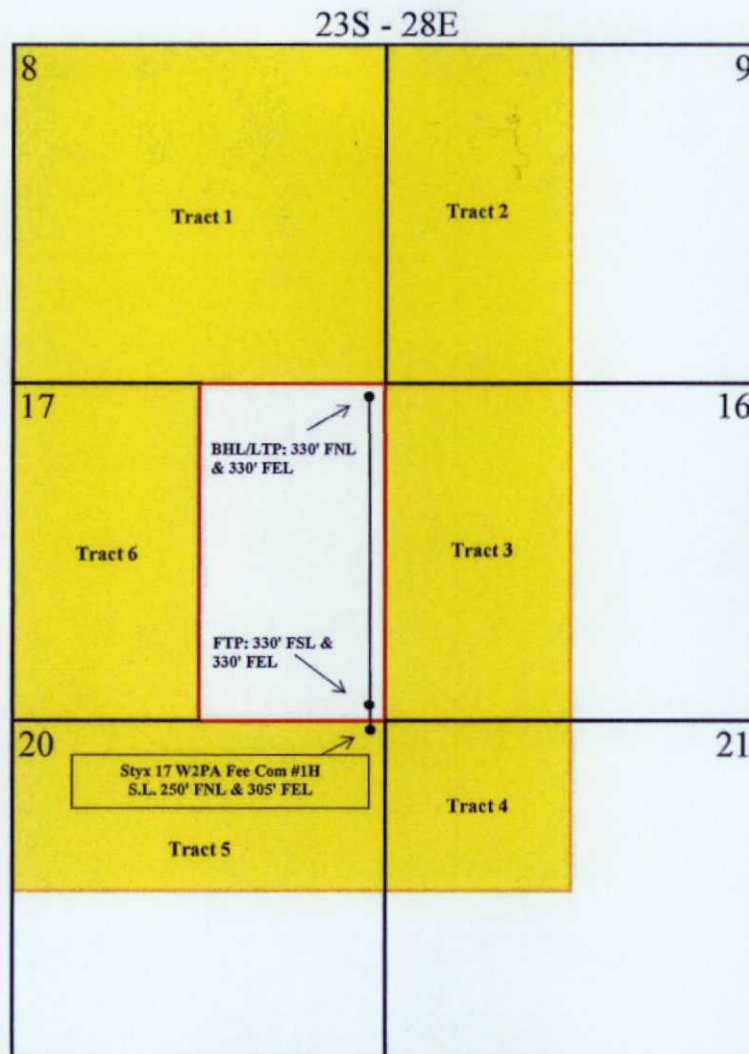 23S - 28E
8
9
Tract 1
Tract 2
17
16
BHL/LTP: 330' FNL
& 330' FEL
Tract 6
Tract 3
FTP: 330' FSL &
330' FEL
20
21
Styx 17 W2PA Fee Com #1H
S.L. 250' FNL & 305' FEL
Tract 4
Tract 5